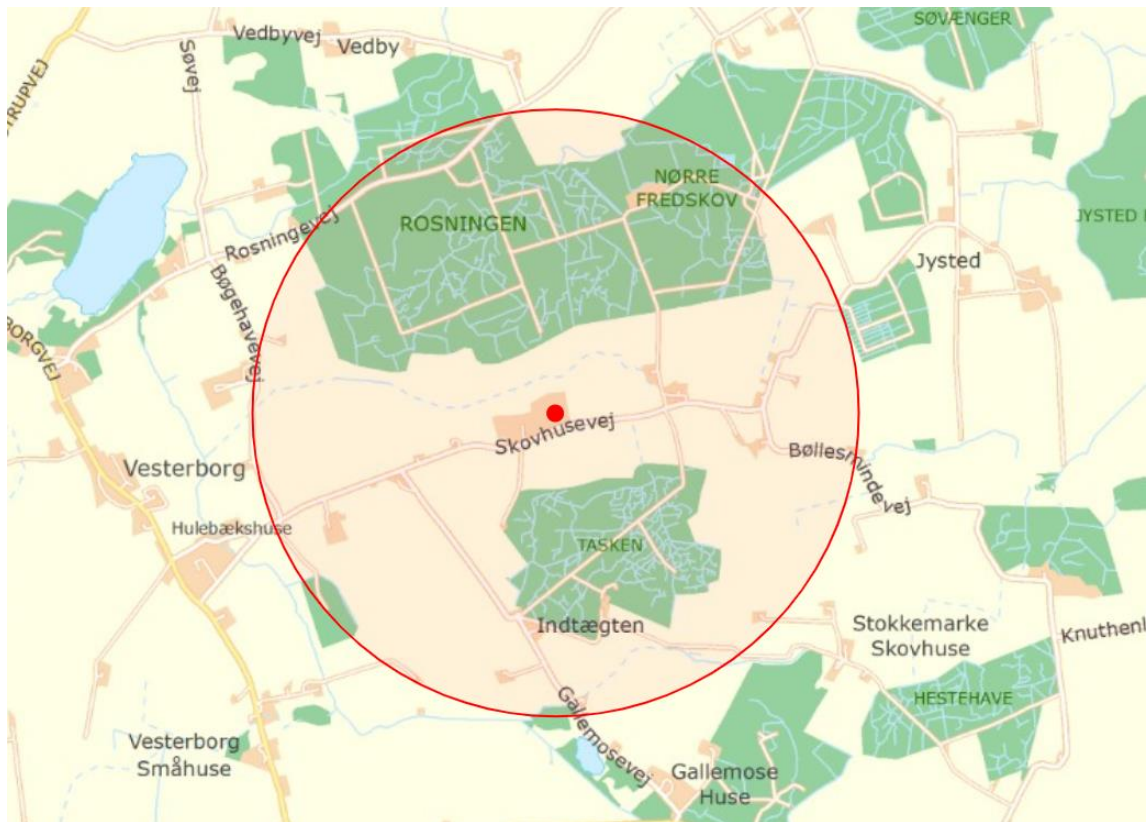 SØVÆNGER
Vedbyvej
Vedby
Søvej
TRUPVEJ
NØRRE
FREDSKOV
ROSNINGEN
JYSTED
Rosningevej
Jysted
Bøgehavevej
BORGVEJ
Skovhusevej
Bøllesmindevej
Vesterborg
Hulebækshuse
TASKEN
Indtægten
Stokkemarke
Skovhuse
Knuthenl
HESTEHAVE
Gallemosevej
Vesterborg
Småhuse
Gallemose
Huse